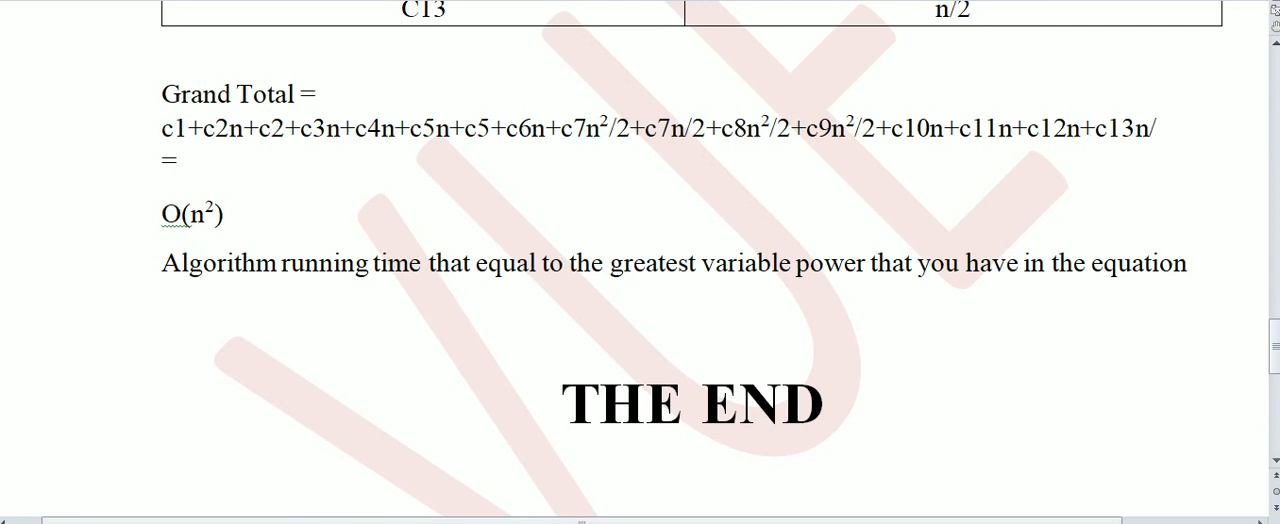 C13 n/2
Grand Total =
c1+c2n+c2+c3n+c4n+c5n+c5+c6n+c7n²/2+c7n/2+c8n²/2+c9n²/2+c10n+c11n+c12n+c13n/
=
O(n²)
Algorithm running time that equal to the greatest variable power that you have in the equation
THE END
VUE